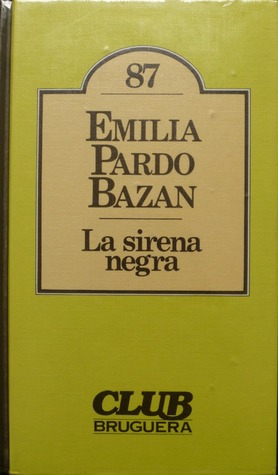 87
EMILIA
PARDO
BAZAN
La sirena
negra
CLUB
BRUGUERA